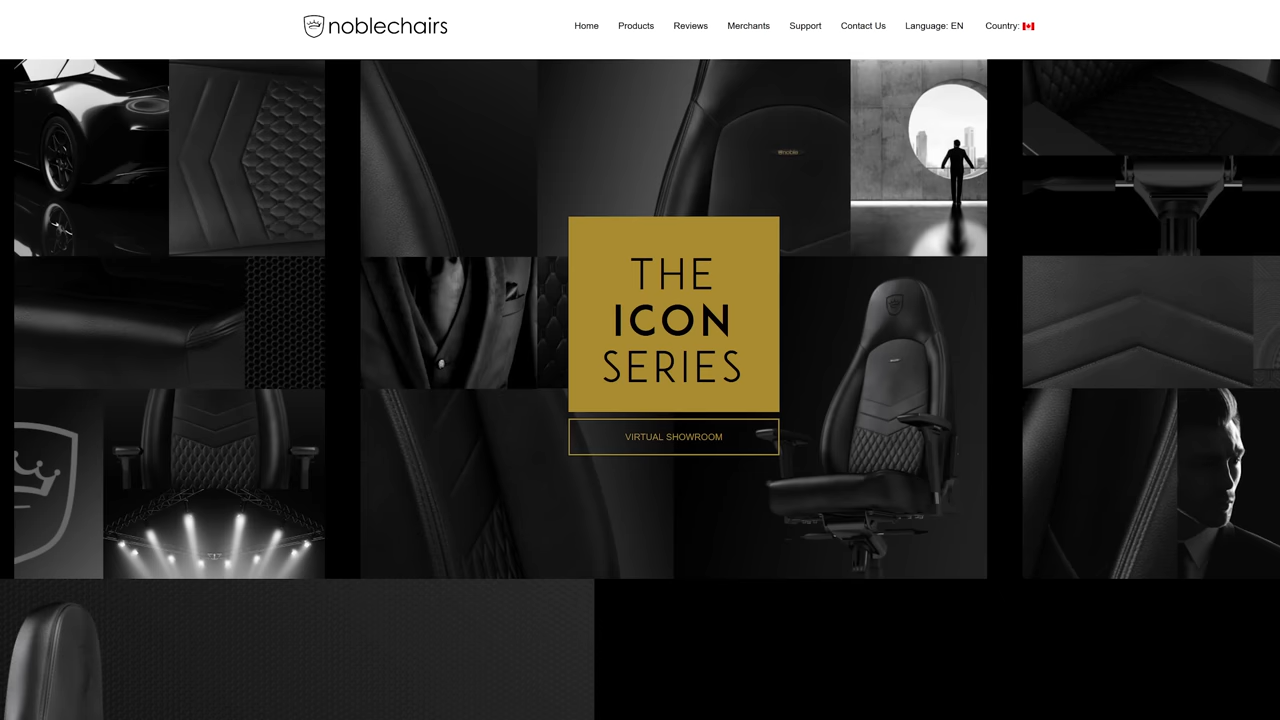 noblechairs
Home
Products
Reviews
Merchants
Support
Contact Us
Language: EN
Country:
THE
ICON
SERIES
VIRTUAL SHOWROOM